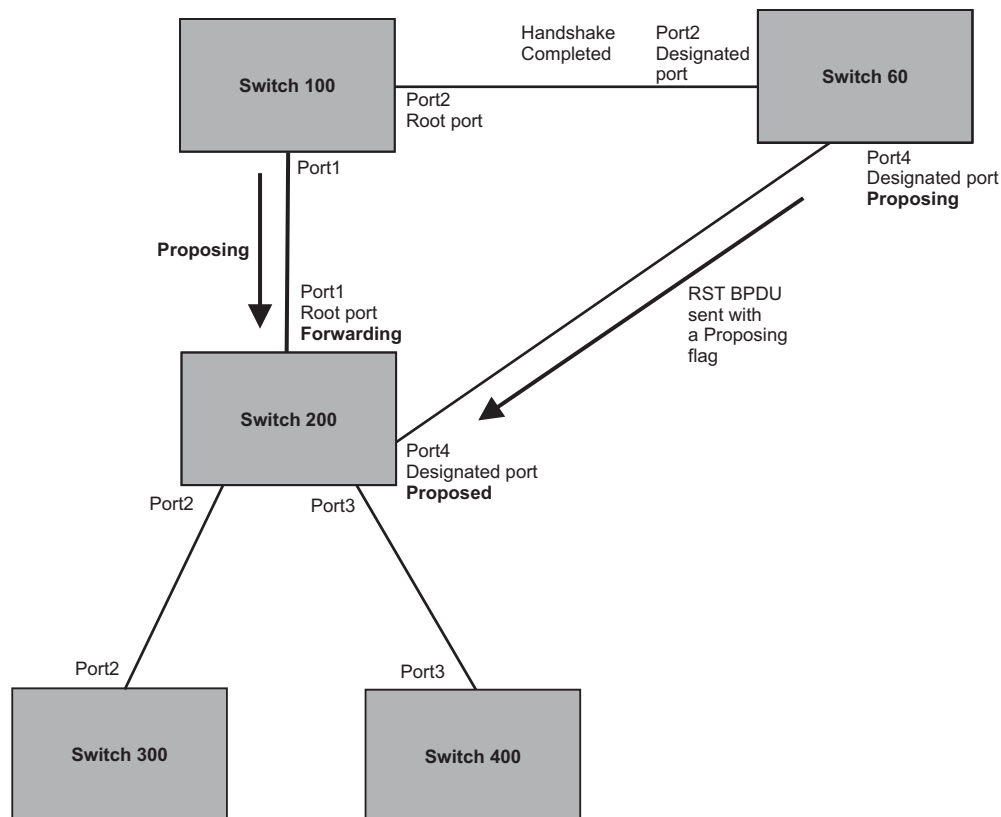 Switch 100
Handshake
Completed
Port2
Designated
port
Switch 60
Port2
Root port
Port1
Port4
Designated port
Proposing
Proposing
Port1
Root port
Forwarding
RST BPDU
sent with
a Proposing
flag
Switch 200
Port4
Designated port
Proposed
Port2
Port3
Port2
Port3
Switch 300
Switch 400